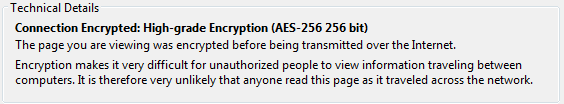 Technical Details
Connection Encrypted: High-grade Encryption (AES-256 256 bit)
The page you are viewing was encrypted before being transmitted over the Internet.
Encryption makes it very difficult for unauthorized people to view information traveling between
computers. It is therefore very unlikely that anyone read this page as it traveled across the network.